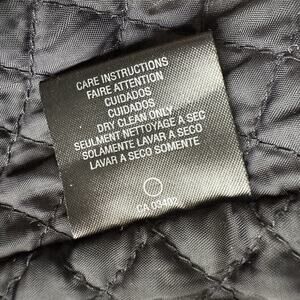 CARE INSTRUCTIONS
FAIRE ATTENTION
CUIDADOS
CUIDADOS
DRY CLEAN ONLY
SEULMENT NETTOYAGE A SEC
SOLAMENTE LAVAR A SECO
LAVAR A SECO SOMENTE
CA 03402